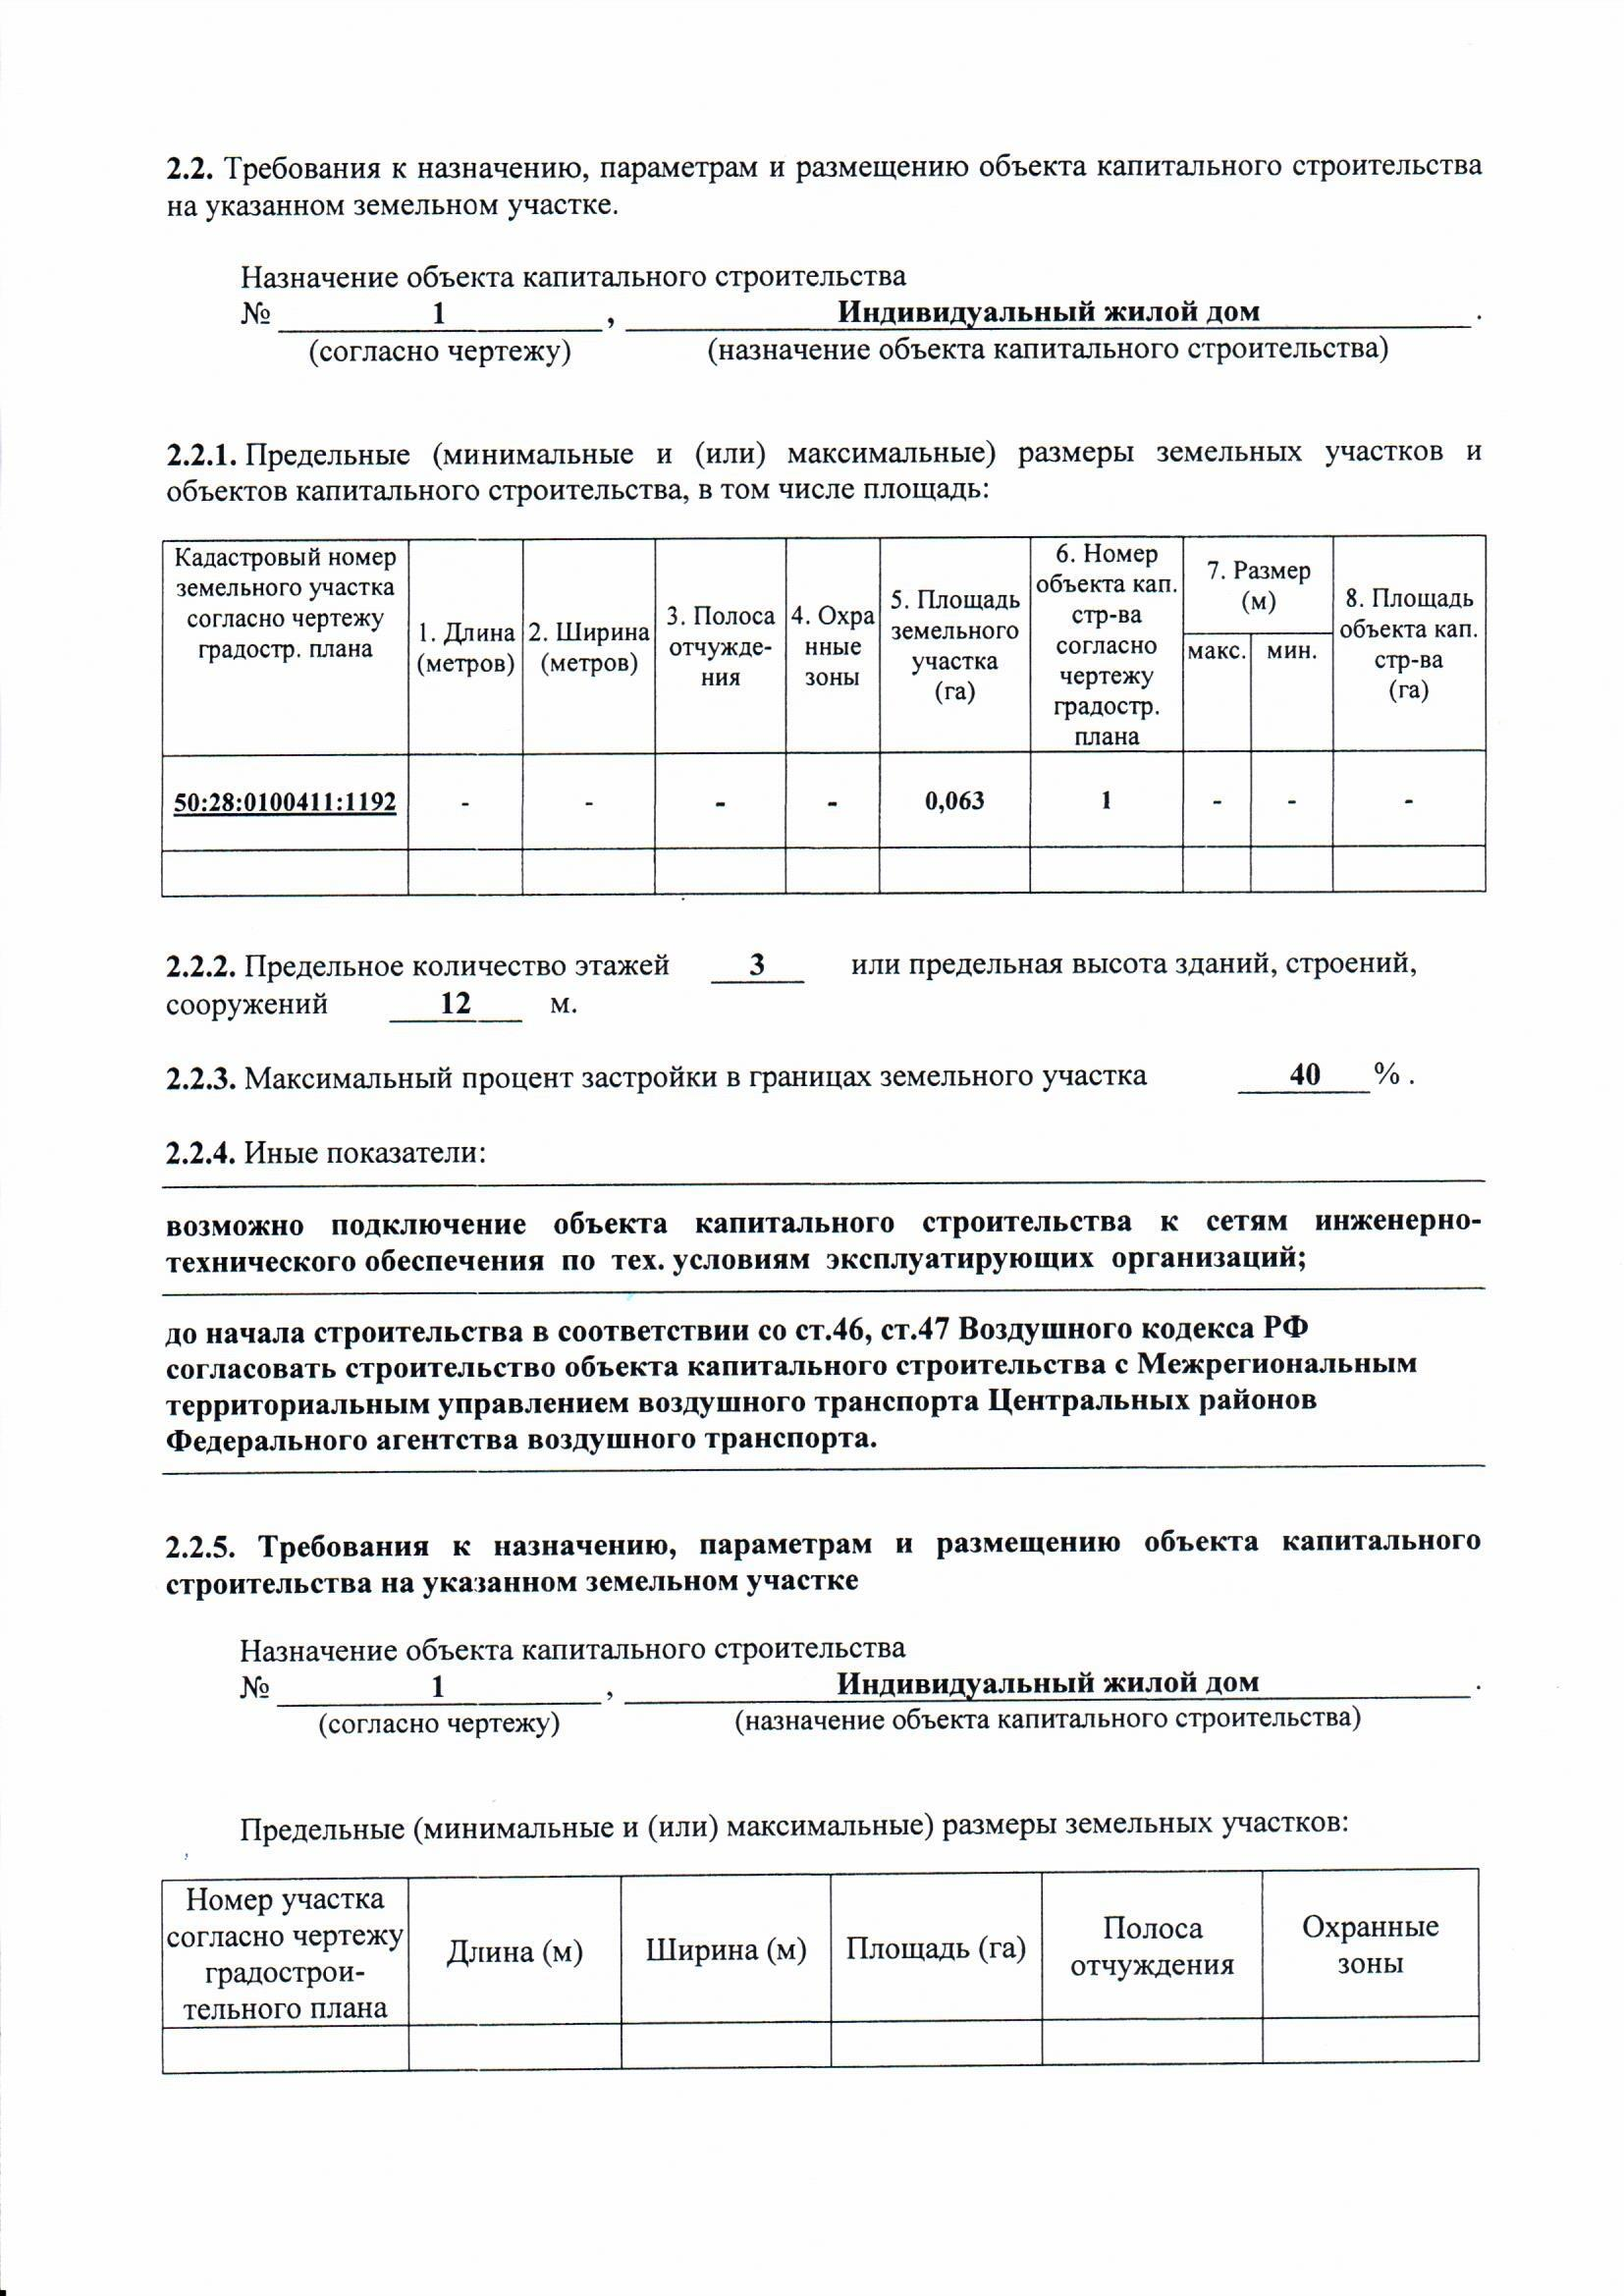 2.2. Требования к назначению, параметрам и размещению объекта капитального строительства
на указанном земельном участке.
Назначение объекта капитального строительства
№ 1 , Индивидуальный жилой дом .
(согласно чертежу) (назначение объекта капитального строительства)
2.2.1. Предельные (минимальные и (или) максимальные) размеры земельных участков и
объектов капитального строительства, в том числе площадь:
Кадастровый номер
земельного участка
согласно чертежу
градостр. плана
1. Длина
(метров)
2. Ширина
(метров)
3. Полоса
отчужде-
ния
4. Охра
нные
зоны
5. Площадь
земельного
участка
(га)
6. Номер
объекта кап.
стр-ва
согласно
чертежу
градостр.
плана
7. Размер
(м)
макс. мин.
8. Площадь
объекта кап.
стр-ва
(га)
50:28:0100411:1192 - - - - 0,063 1 - - -
2.2.2. Предельное количество этажей 3 или предельная высота зданий, строений,
сооружений 12 м.
2.2.3. Максимальный процент застройки в границах земельного участка 40 % .
2.2.4. Иные показатели:
возможно подключение объекта капитального строительства к сетям инженерно-
технического обеспечения по тех. условиям эксплуатирующих организаций;
до начала строительства в соответствии со ст.46, ст.47 Воздушного кодекса РФ
согласовать строительство объекта капитального строительства с Межрегиональным
территориальным управлением воздушного транспорта Центральных районов
Федерального агентства воздушного транспорта.
2.2.5. Требования к назначению, параметрам и размещению объекта капитального
строительства на указанном земельном участке
Назначение объекта капитального строительства
№ 1 , Индивидуальный жилой дом .
(согласно чертежу) (назначение объекта капитального строительства)
Предельные (минимальные и (или) максимальные) размеры земельных участков:
Номер участка
согласно чертежу
градострои-
тельного плана
Длина (м)
Ширина (м)
Площадь (га)
Полоса
отчуждения
Охранные
зоны